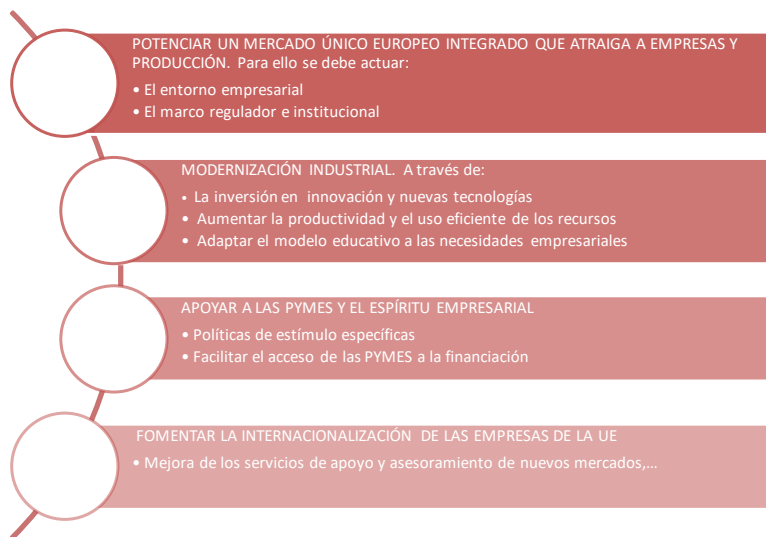 POTENCIAR UN MERCADO ÚNICO EUROPEO INTEGRADO QUE ATRAIGA A EMPRESAS Y
PRODUCCIÓN. Para ello se debe actuar:
• El entorno empresarial
• El marco regulador e institucional
MODERNIZACIÓN INDUSTRIAL. A través de:
• La inversión en innovación y nuevas tecnologías
• Aumentar la productividad y el uso eficiente de los recursos
• Adaptar el modelo educativo a las necesidades empresariales
APOYAR A LAS PYMES Y EL ESPÍRITU EMPRESARIAL
• Políticas de estímulo específicas
• Facilitar el acceso de las PYMES a la financiación
FOMENTAR LA INTERNACIONALIZACIÓN DE LAS EMPRESAS DE LA UE
• Mejora de los servicios de apoyo y asesoramiento de nuevos mercados,...